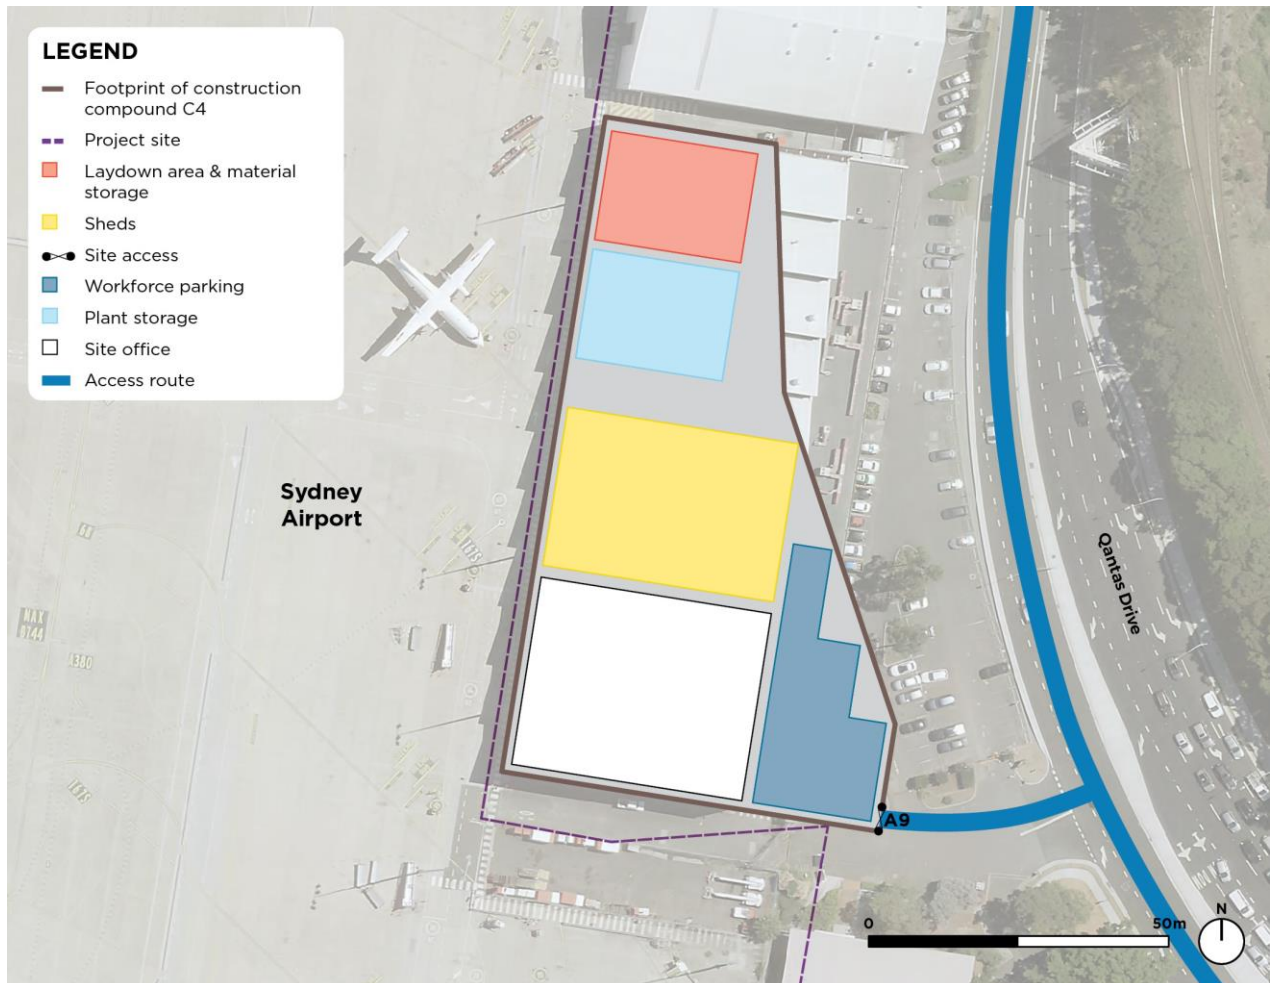 LEGEND
Footprint of construction
compound C4
Project site
Laydown area & material
storage
Sheds
Site access
Workforce parking
Plant storage
Site office
Access route
Sydney
Airport
Qantas Drive
A9
0
50m
N